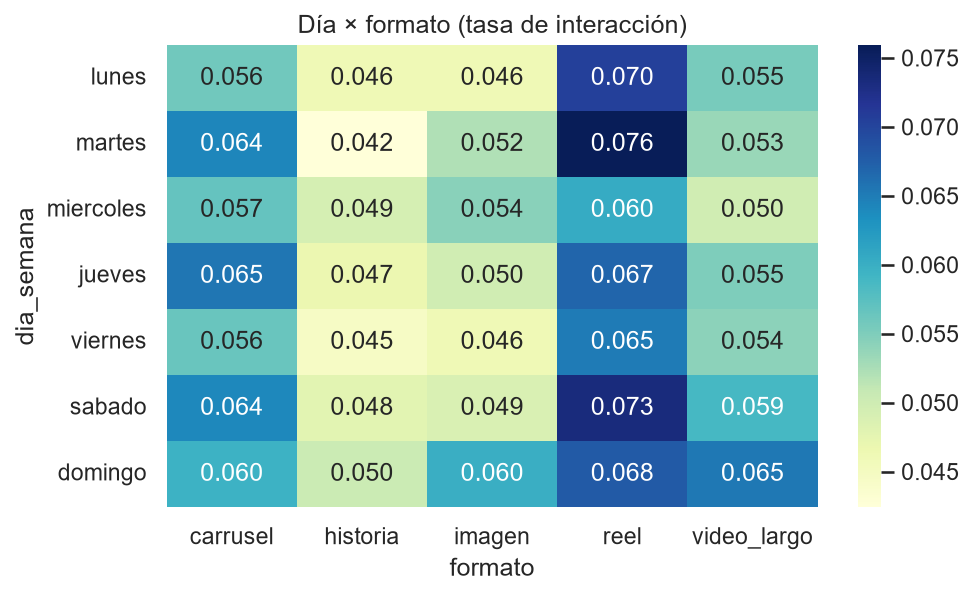 Día × formato (tasa de interacción)
lunes 0.056 0.046 0.046 0.070 0.055
martes 0.064 0.042 0.052 0.076 0.053
miercoles 0.057 0.049 0.054 0.060 0.050
jueves 0.065 0.047 0.050 0.067 0.055
viernes 0.056 0.045 0.046 0.065 0.054
sabado 0.064 0.048 0.049 0.073 0.059
domingo 0.060 0.050 0.060 0.068 0.065
carrusel historia imagen reel video_largo
formato
dia_semana
0.075
0.070
0.065
0.060
0.055
0.050
0.045